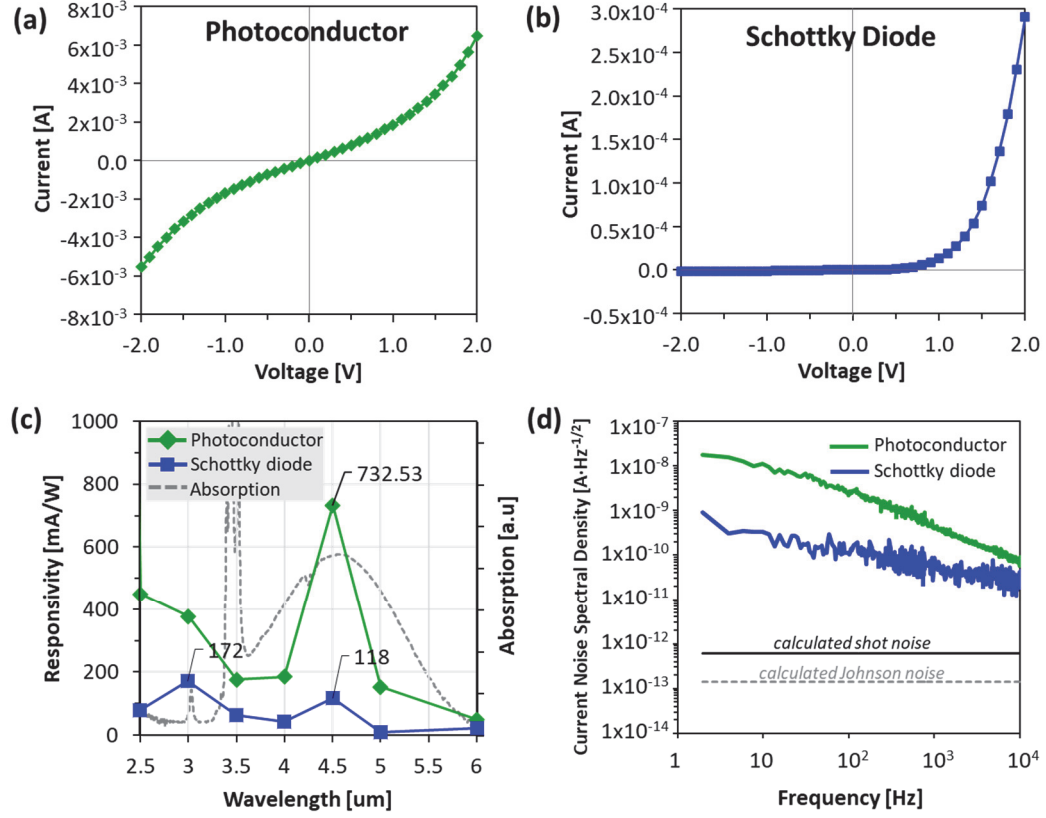 (a)
Photoconductor
8x10⁻³
6x10⁻³
4x10⁻³
2x10⁻³
0.0
-2x10⁻³
-4x10⁻³
-6x10⁻³
-8x10⁻³
Current [A]
-2.0
-1.0
0.0
1.0
2.0
Voltage [V]
(b)
Schottky Diode
3.0x10⁻⁴
2.0x10⁻⁴
1.5x10⁻⁴
1.0x10⁻⁴
0.5x10⁻⁴
0.0
-0.5x10⁻⁴
Current [A]
-2.0
-1.0
0.0
1.0
2.0
Voltage [V]
(c)
1000
800
600
400
200
0
Responsivity [mA/W]
Photoconductor
Schottky diode
Absorption
732.53
172
118
Abosrption [a.u]
2.5
3
3.5
4
4.5
5
5.5
6
Wavelength [um]
(d)
Current Noise Spectral Density [A·Hz⁻¹/²]
1x10⁻⁷
1x10⁻⁸
1x10⁻⁹
1x10⁻¹⁰
1x10⁻¹¹
1x10⁻¹²
1x10⁻¹³
1x10⁻¹⁴
Photoconductor
Schottky diode
calculated shot noise
calculated Johnson noise
1
10
10²
10³
10⁴
Frequency [Hz]